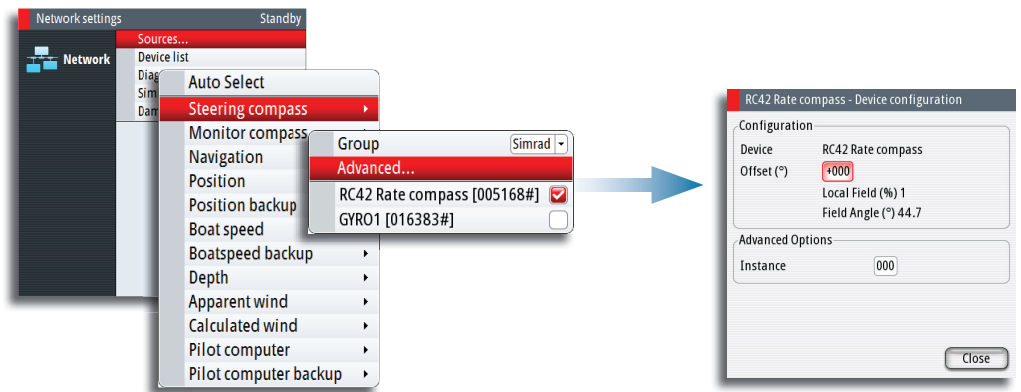 Network settings Standby
Network
Sources...
Device list
Diag
Sim
Dam
Auto Select
Steering compass
Monitor compass
Navigation
Position
Position backup
Boat speed
Boatspeed backup
Depth
Apparent wind
Calculated wind
Pilot computer
Pilot computer backup
Group Simrad
Advanced...
RC42 Rate compass [005168#]
GYRO1 [016383#]
RC42 Rate compass - Device configuration
Configuration
Device RC42 Rate compass
Offset (°) +000
Local Field (%) 1
Field Angle (°) 44.7
Advanced Options
Instance 000
Close